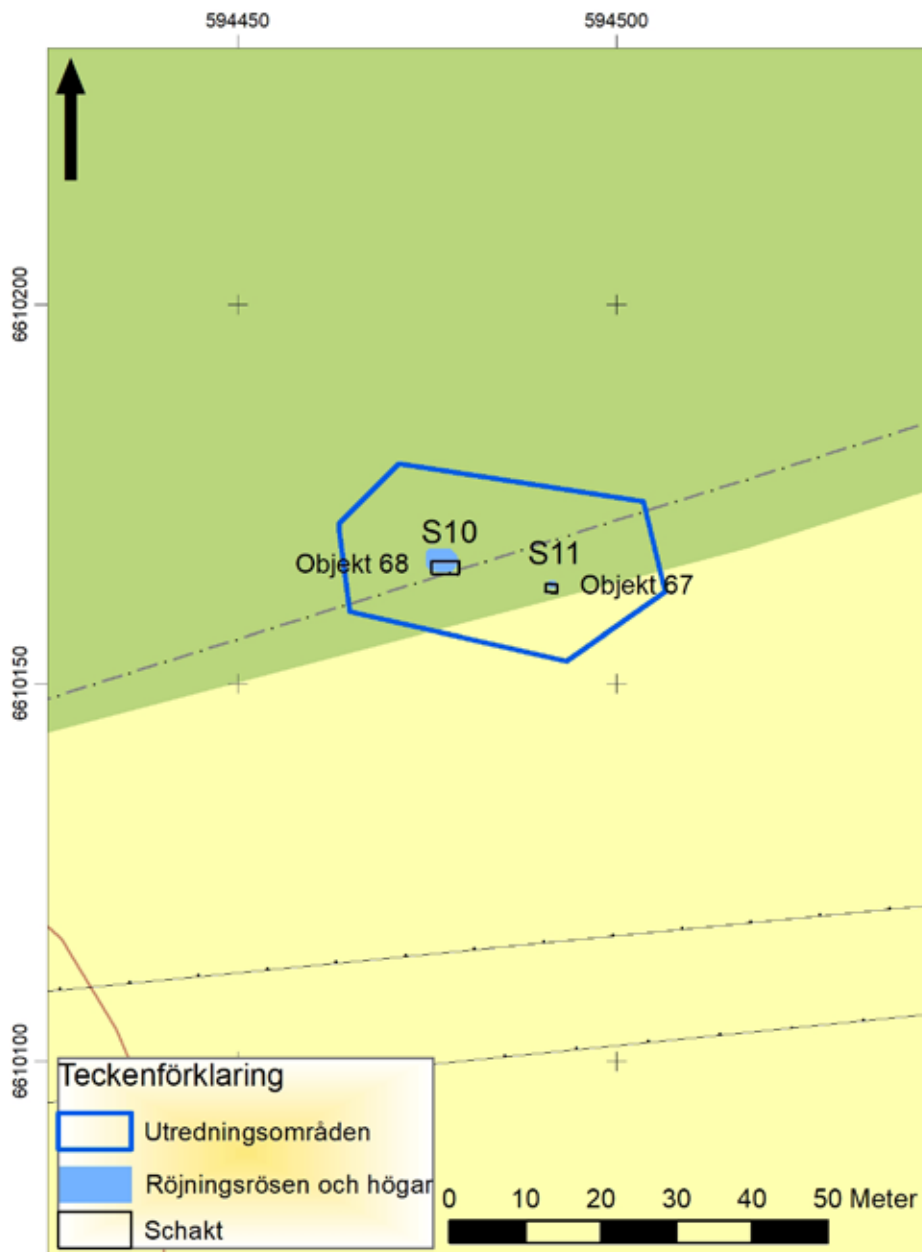 594450 594500
6610200
S10
S11
Objekt 68
Objekt 67
6610150
6610100
Teckenförklaring
Utredningsområden
Röjningsrösen och högar
Schakt
0 10 20 30 40 50 Meter